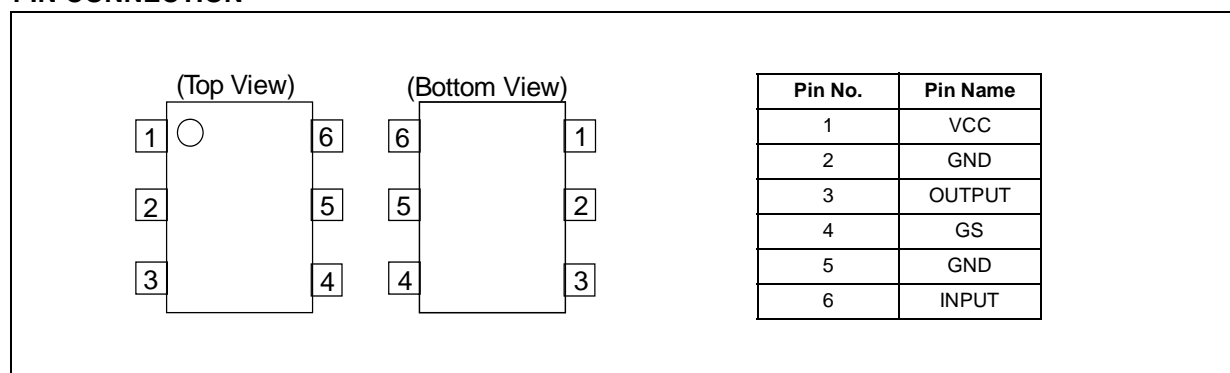 PIN CONNECTION
(Top View)
1
6
2
5
3
4
(Bottom View)
6
1
5
2
4
3
Pin No. Pin Name
1 VCC
2 GND
3 OUTPUT
4 GS
5 GND
6 INPUT